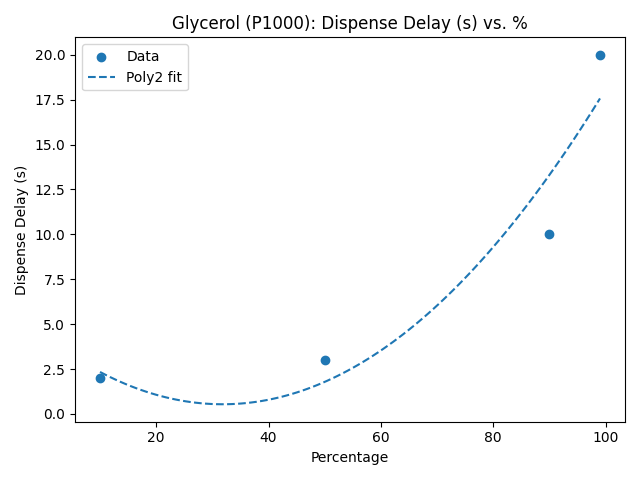 Glycerol (P1000): Dispense Delay (s) vs. %
Data
Poly2 fit
Dispense Delay (s)
20.0
17.5
15.0
12.5
10.0
7.5
5.0
2.5
0.0
20
40
60
80
100
Percentage